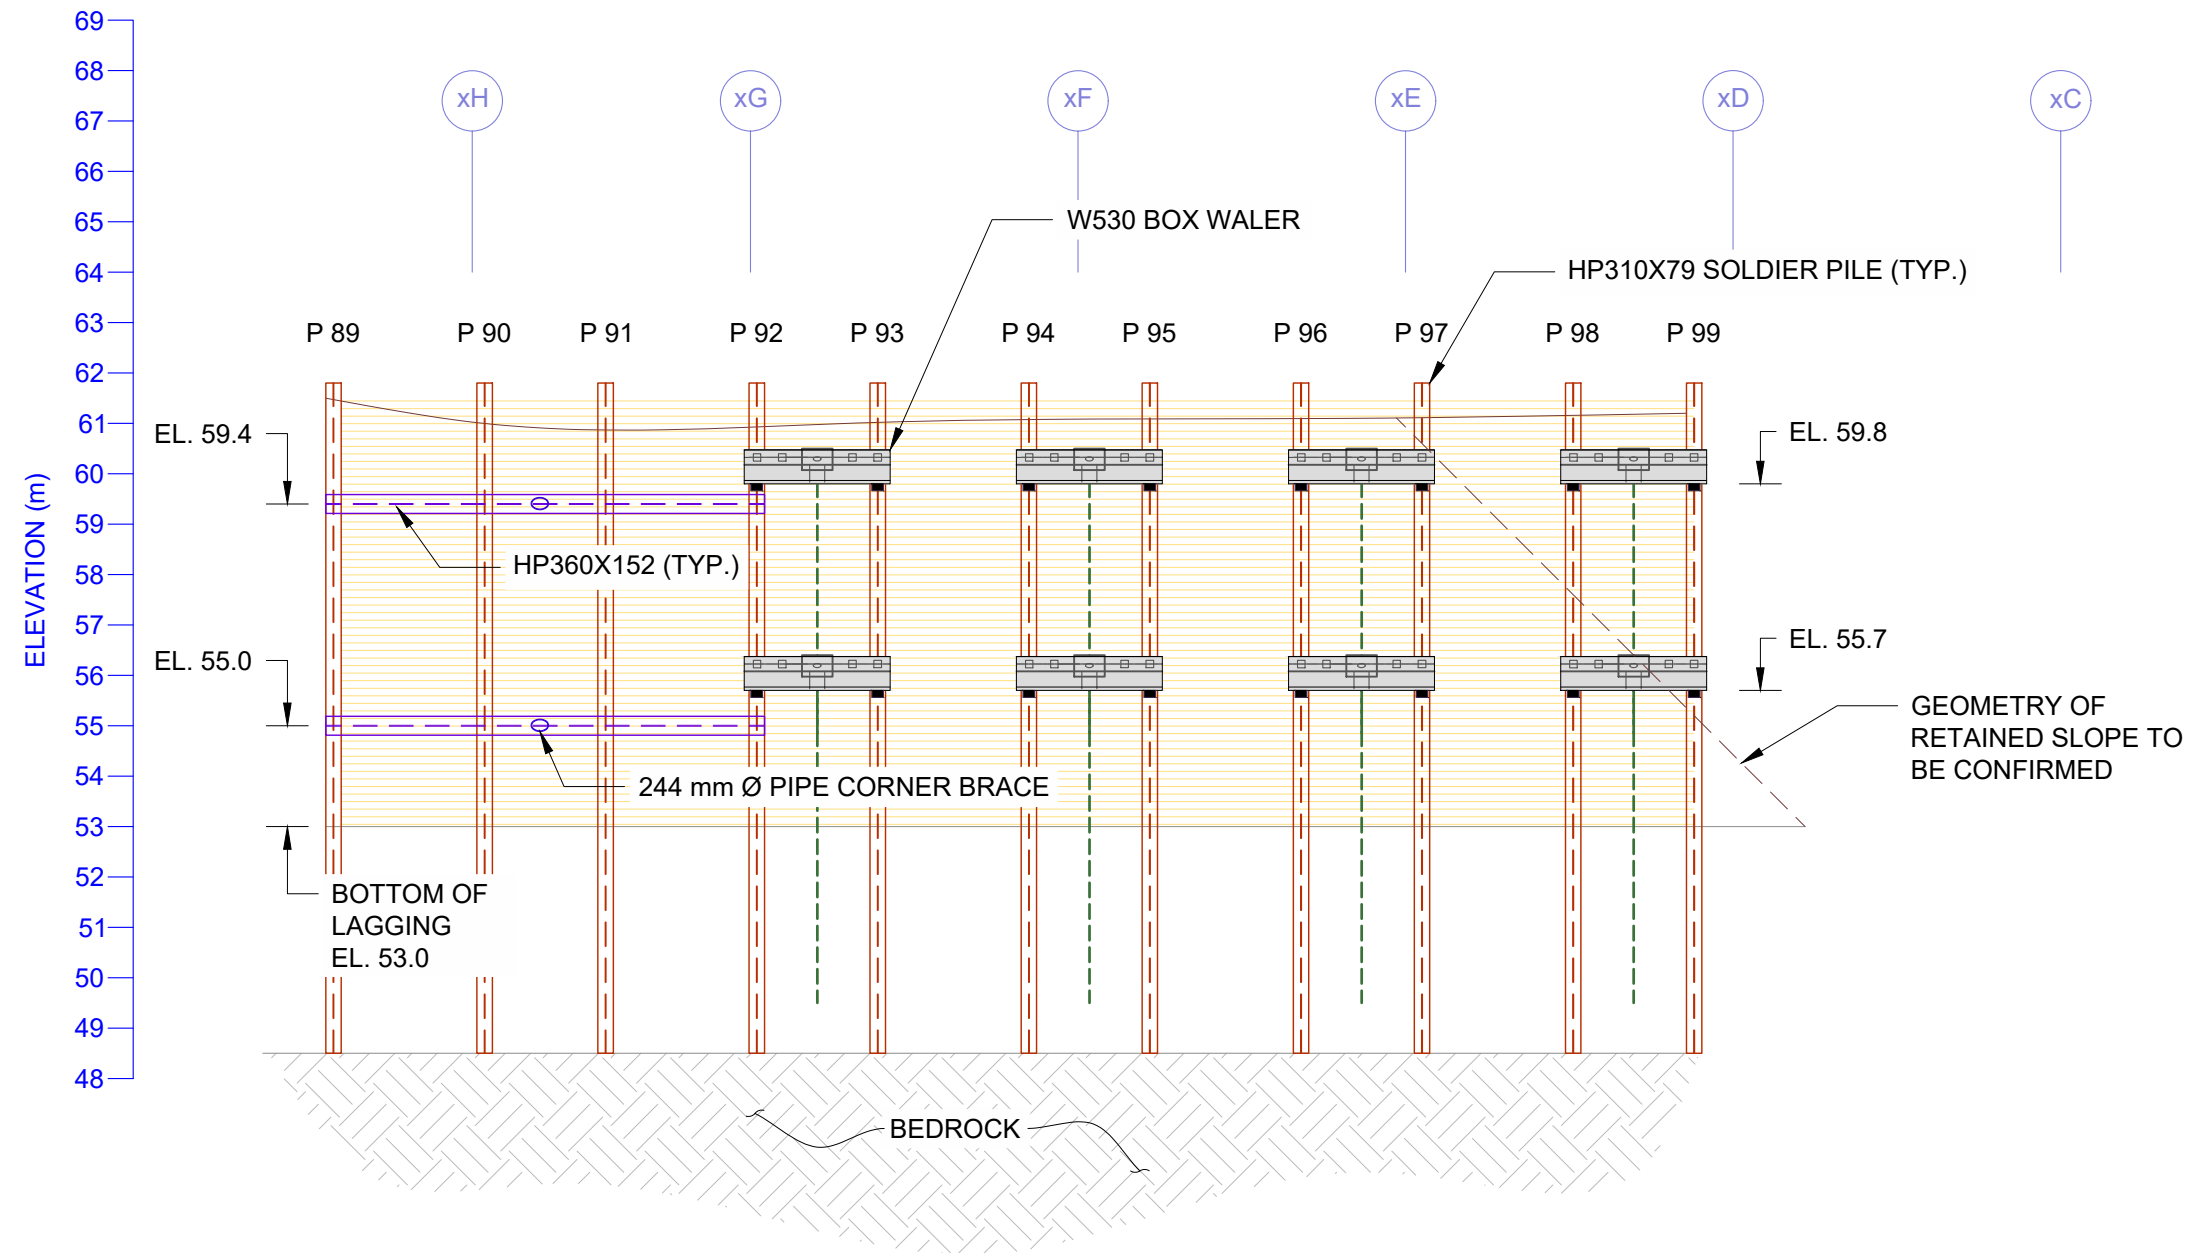 69
68
67
66
65
64
63
62
61
60
59
58
57
56
55
54
53
52
51
50
49
48
ELEVATION (m)
xH
xG
xF
xE
xD
xC
W530 BOX WALER
HP310X79 SOLDIER PILE (TYP.)
P 89
P 90
P 91
P 92
P 93
P 94
P 95
P 96
P 97
P 98
P 99
EL. 59.4
EL. 59.8
HP360X152 (TYP.)
EL. 55.0
EL. 55.7
244 mm Ø PIPE CORNER BRACE
GEOMETRY OF
RETAINED SLOPE TO
BE CONFIRMED
BOTTOM OF
LAGGING
EL. 53.0
BEDROCK